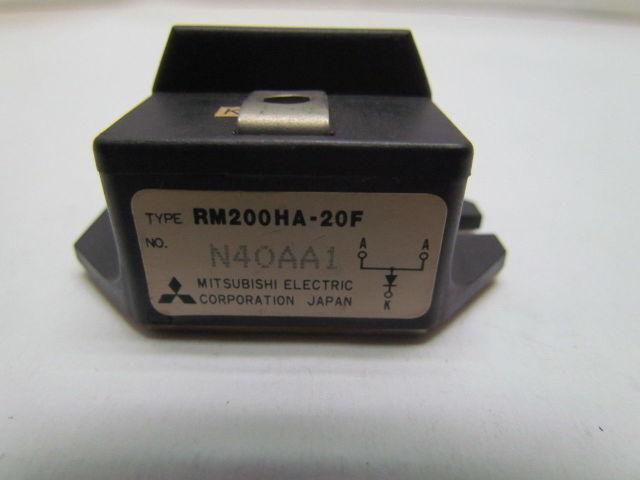 K
TYPE RM200HA-20F
NO. N40AA1
A A
K
MITSUBISHI ELECTRIC
CORPORATION JAPAN